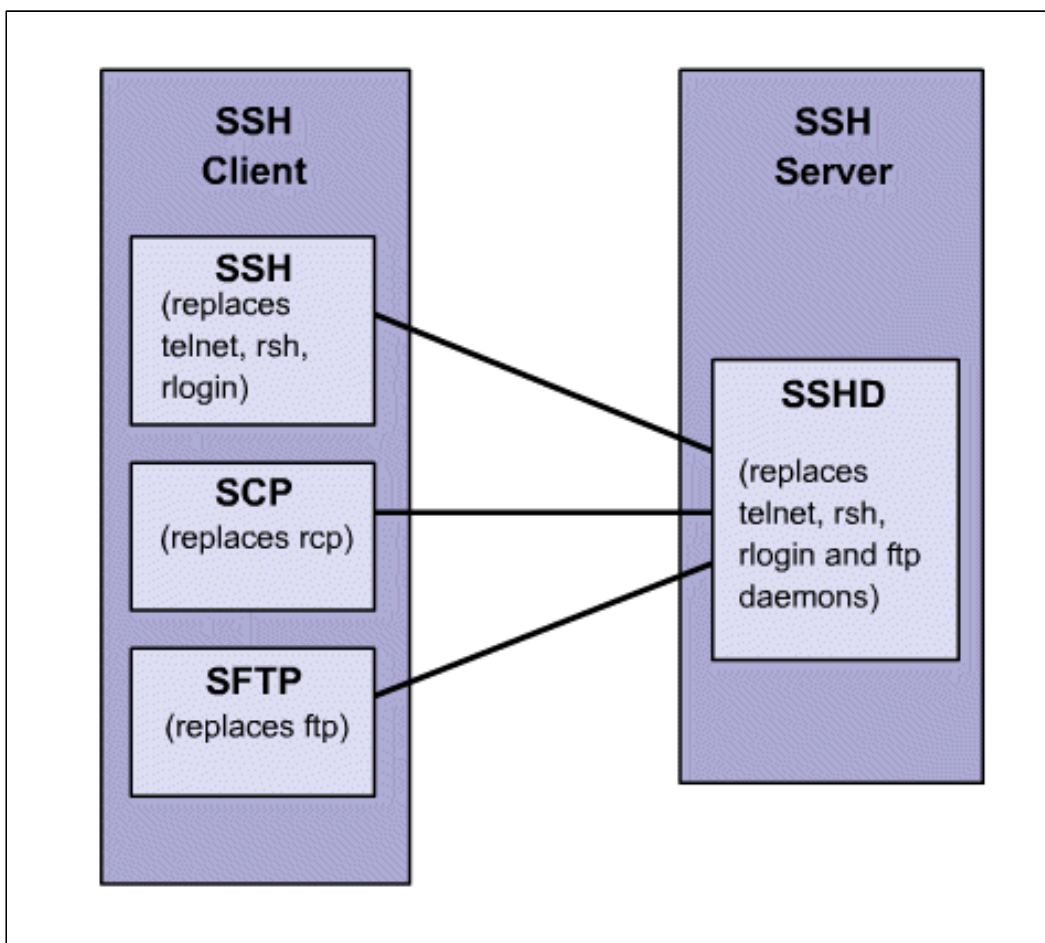 SSH
Client
SSH
(replaces
telnet, rsh,
rlogin)
SCP
(replaces rcp)
SFTP
(replaces ftp)
SSH
Server
SSHD
(replaces
telnet, rsh,
rlogin and ftp
daemons)